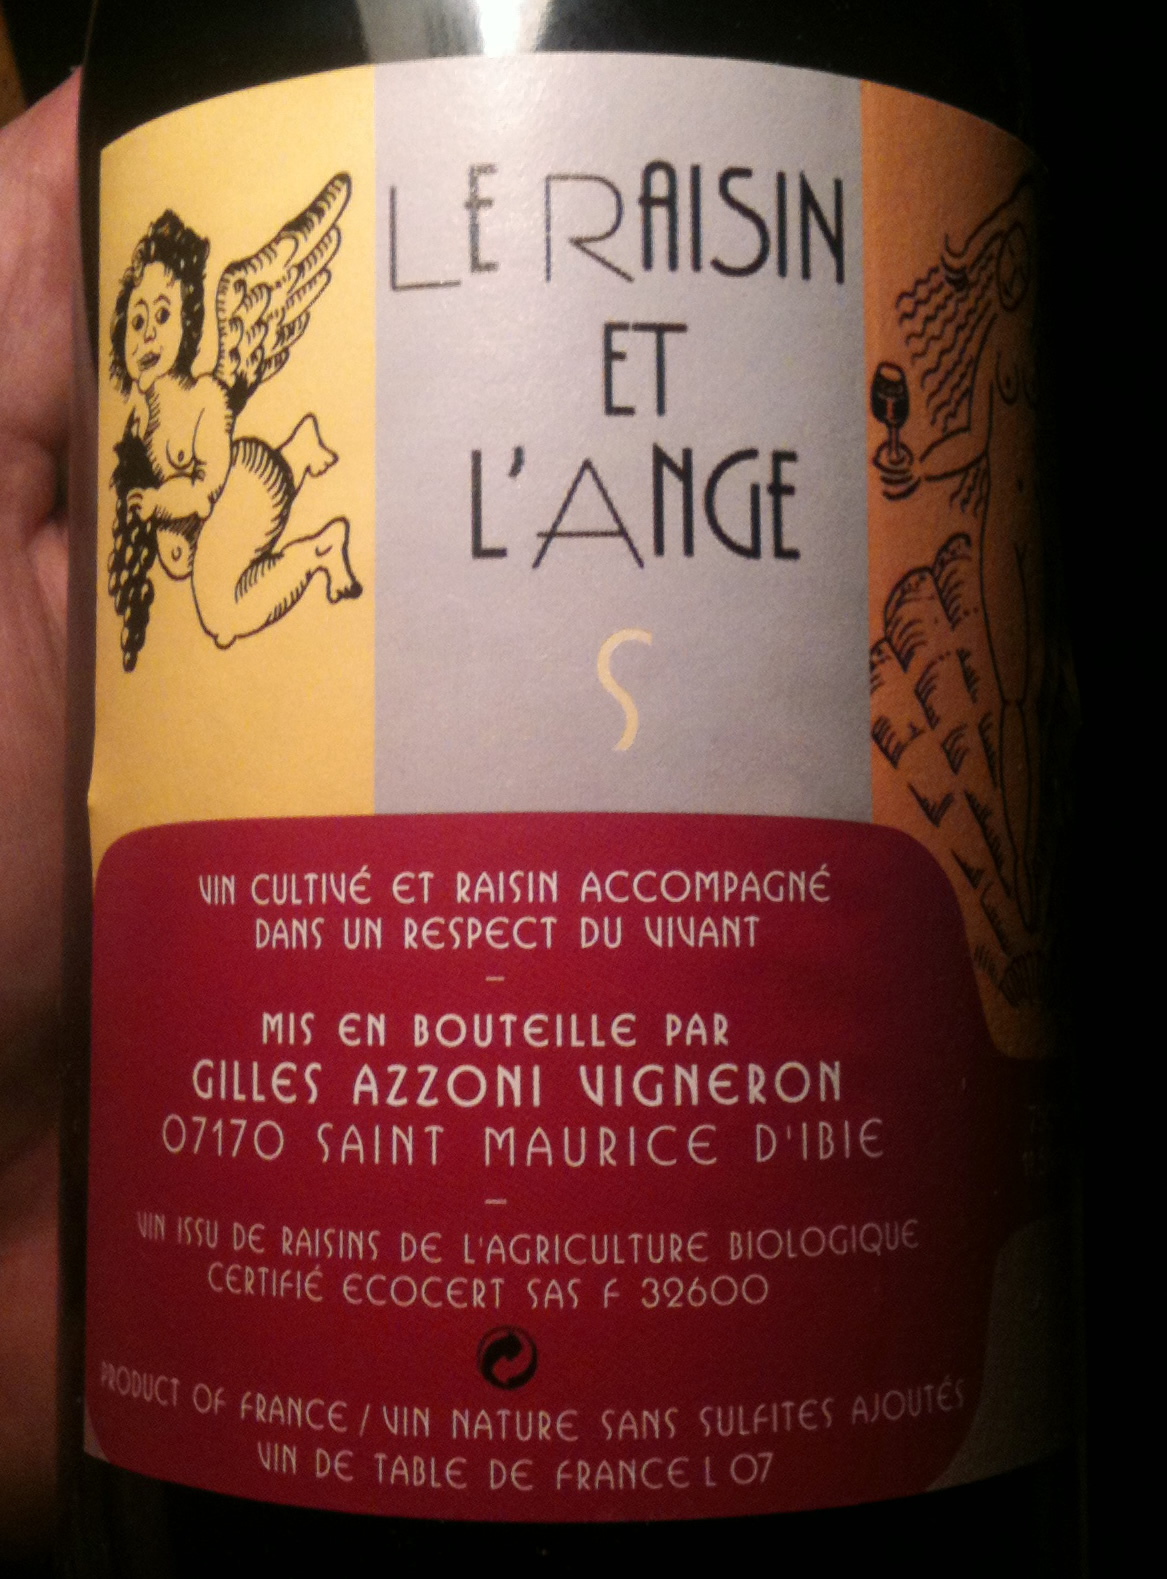 LE RAISIN
ET
L'ANGE
S
VIN CULTIVÉ ET RAISIN ACCOMPAGNÉ
DANS UN RESPECT DU VIVANT
–
MIS EN BOUTEILLE PAR
GILLES AZZONI VIGNERON
07170 SAINT MAURICE D'IBIE
–
VIN ISSU DE RAISINS DE L'AGRICULTURE BIOLOGIQUE
CERTIFIÉ ECOCERT SAS F 32600
PRODUCT OF FRANCE / VIN NATURE SANS SULFITES AJOUTÉS
VIN DE TABLE DE FRANCE L 07